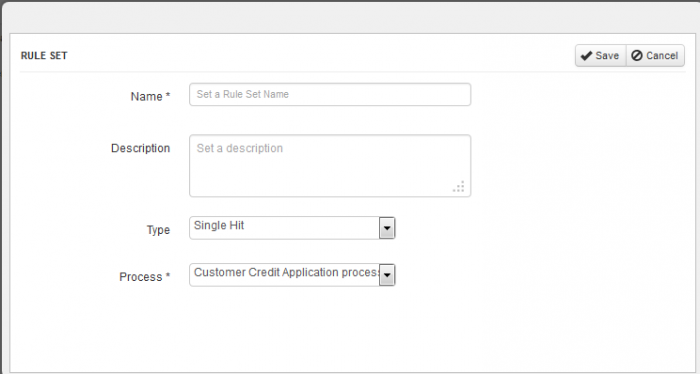 RULE SET
Save
Cancel
Name *
Set a Rule Set Name
Description
Set a description
Type
Single Hit
Process *
Customer Credit Application process